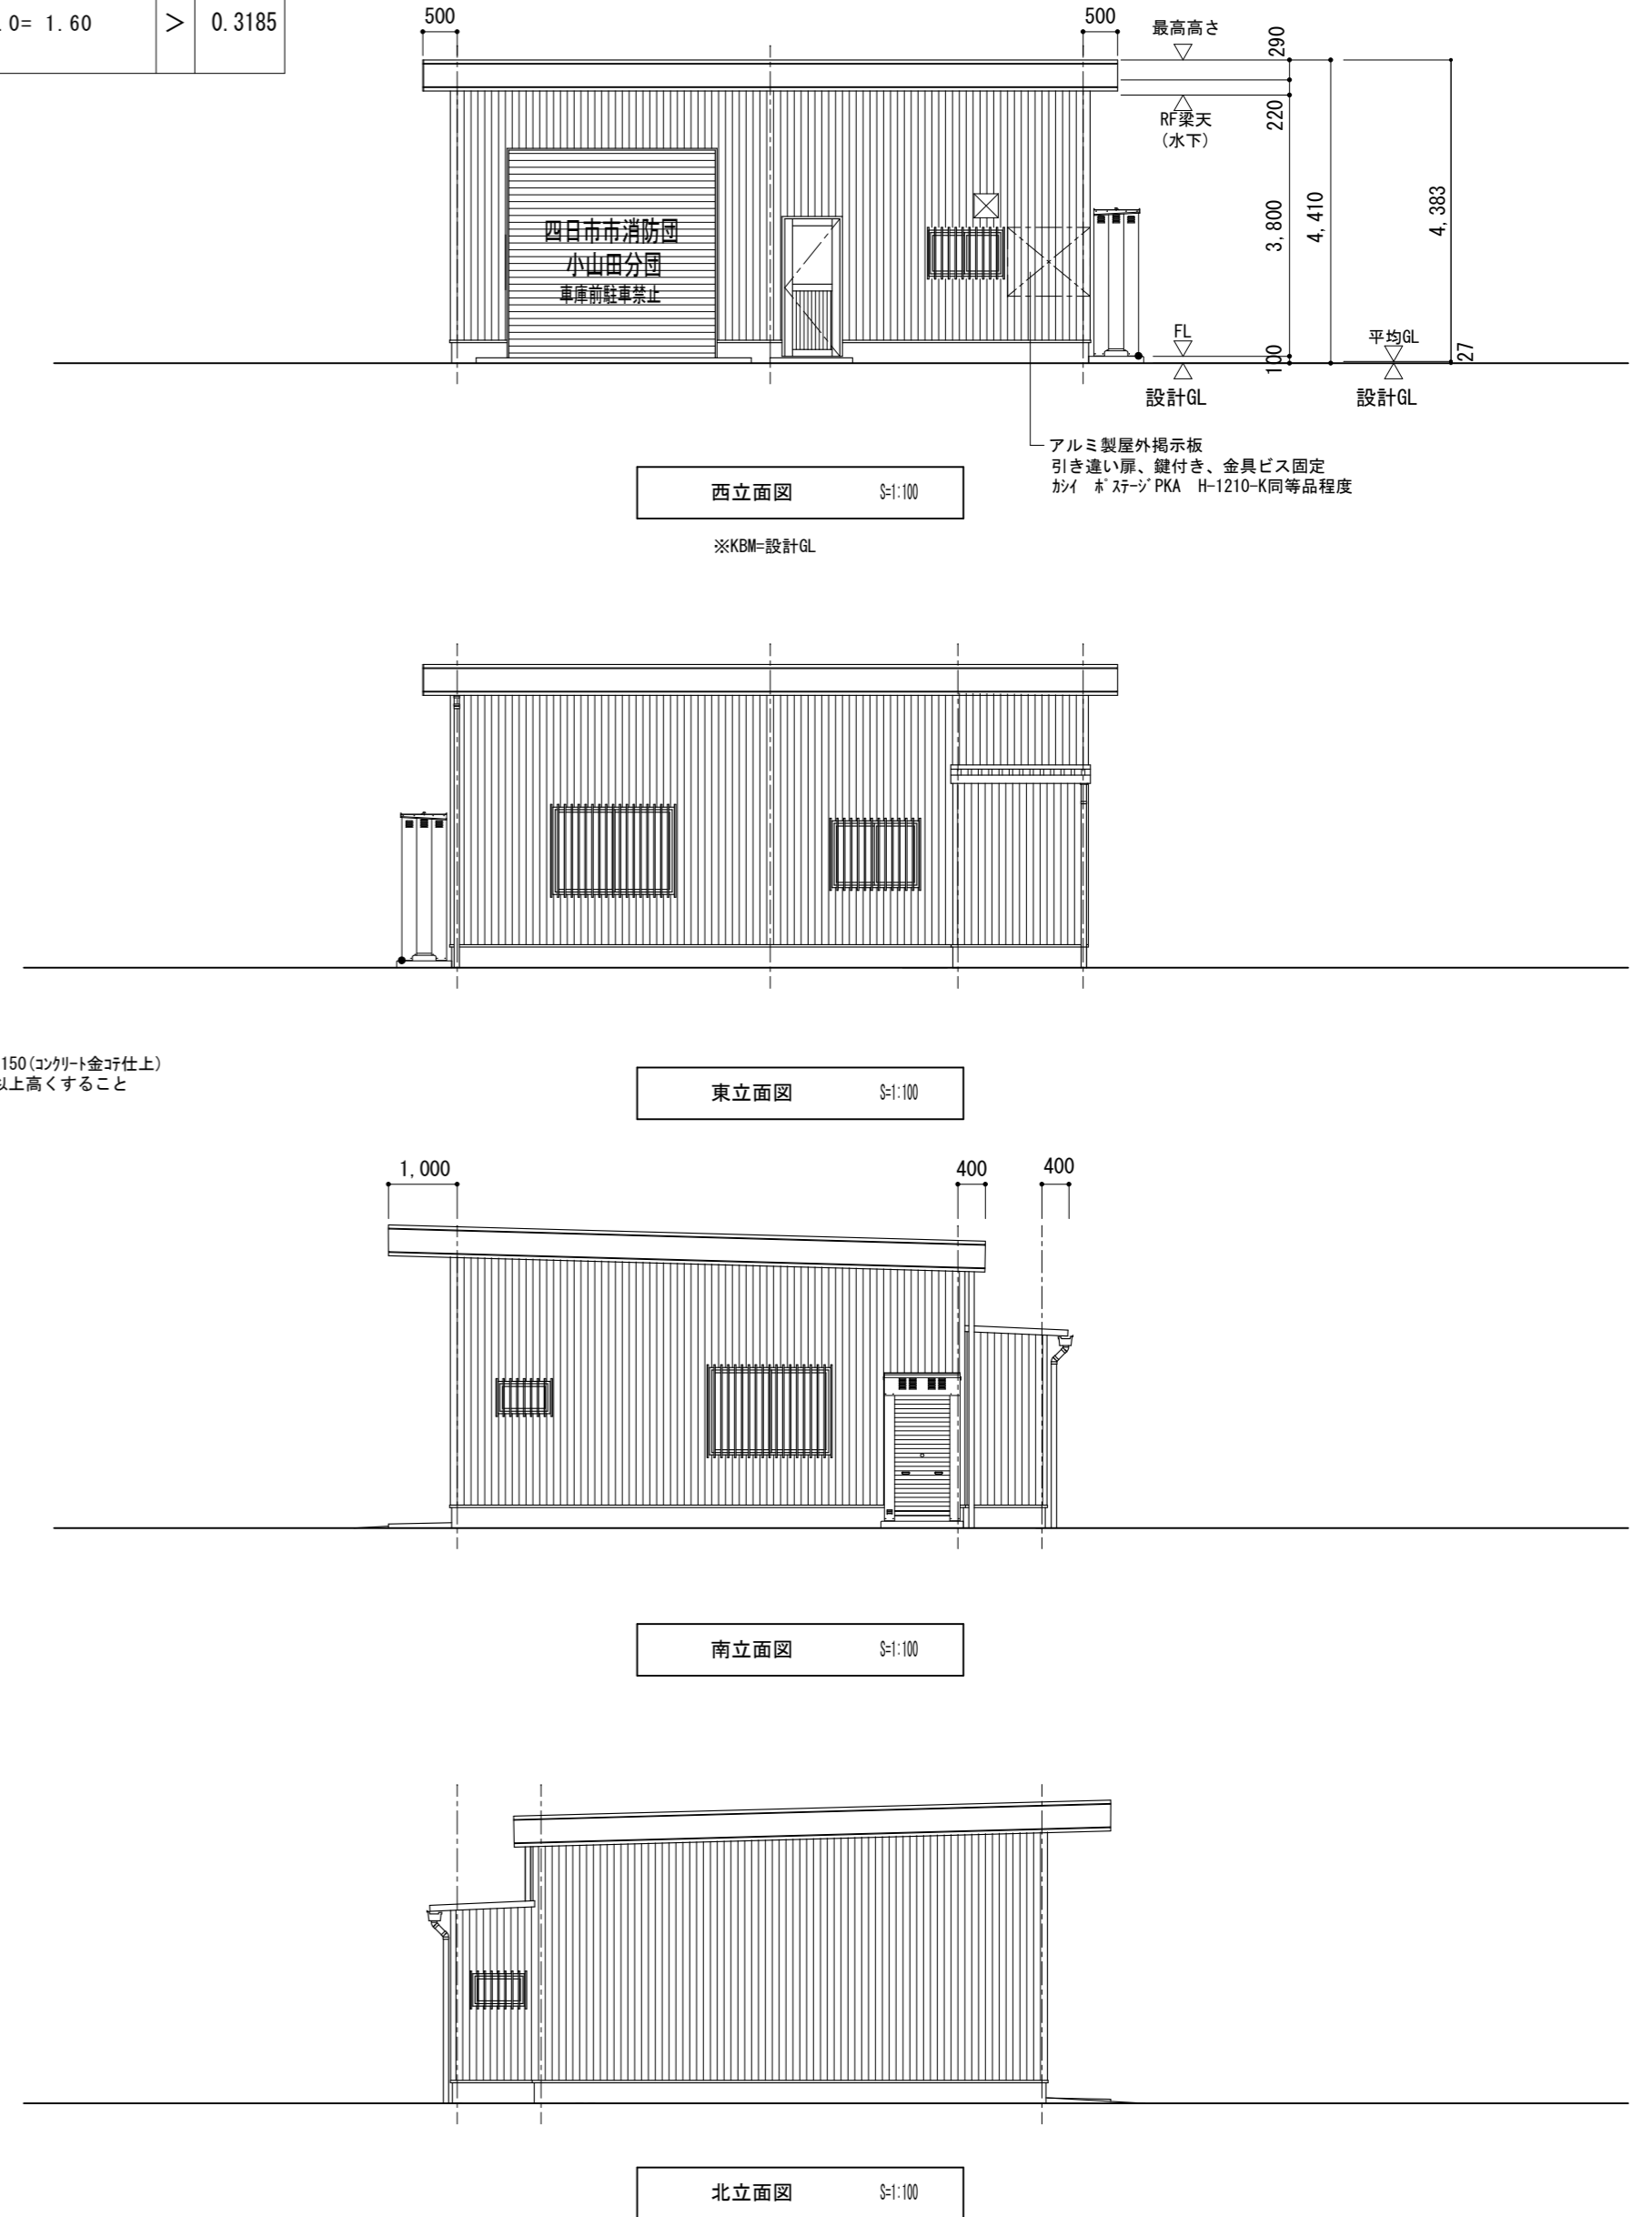 .0= 1.60 > 0.3185
500
500
最高高さ
290
RF梁天
(水下)
220
3,800
4,410
4,383
四日市市消防団
小山田分団
車庫前駐車禁止
FL
100
設計GL
平均GL
27
設計GL
アルミ製屋外掲示板
引き違い扉、鍵付き、金具ビス固定
ｶｼｲ ﾎﾟｽﾃｰｼﾞPKA H-1210-K同等品程度
西立面図 S=1:100
※KBM=設計GL
150(ｺﾝｸﾘｰﾄ金ｺﾃ仕上)
以上高くすること
東立面図 S=1:100
1,000
400
400
南立面図 S=1:100
北立面図 S=1:100